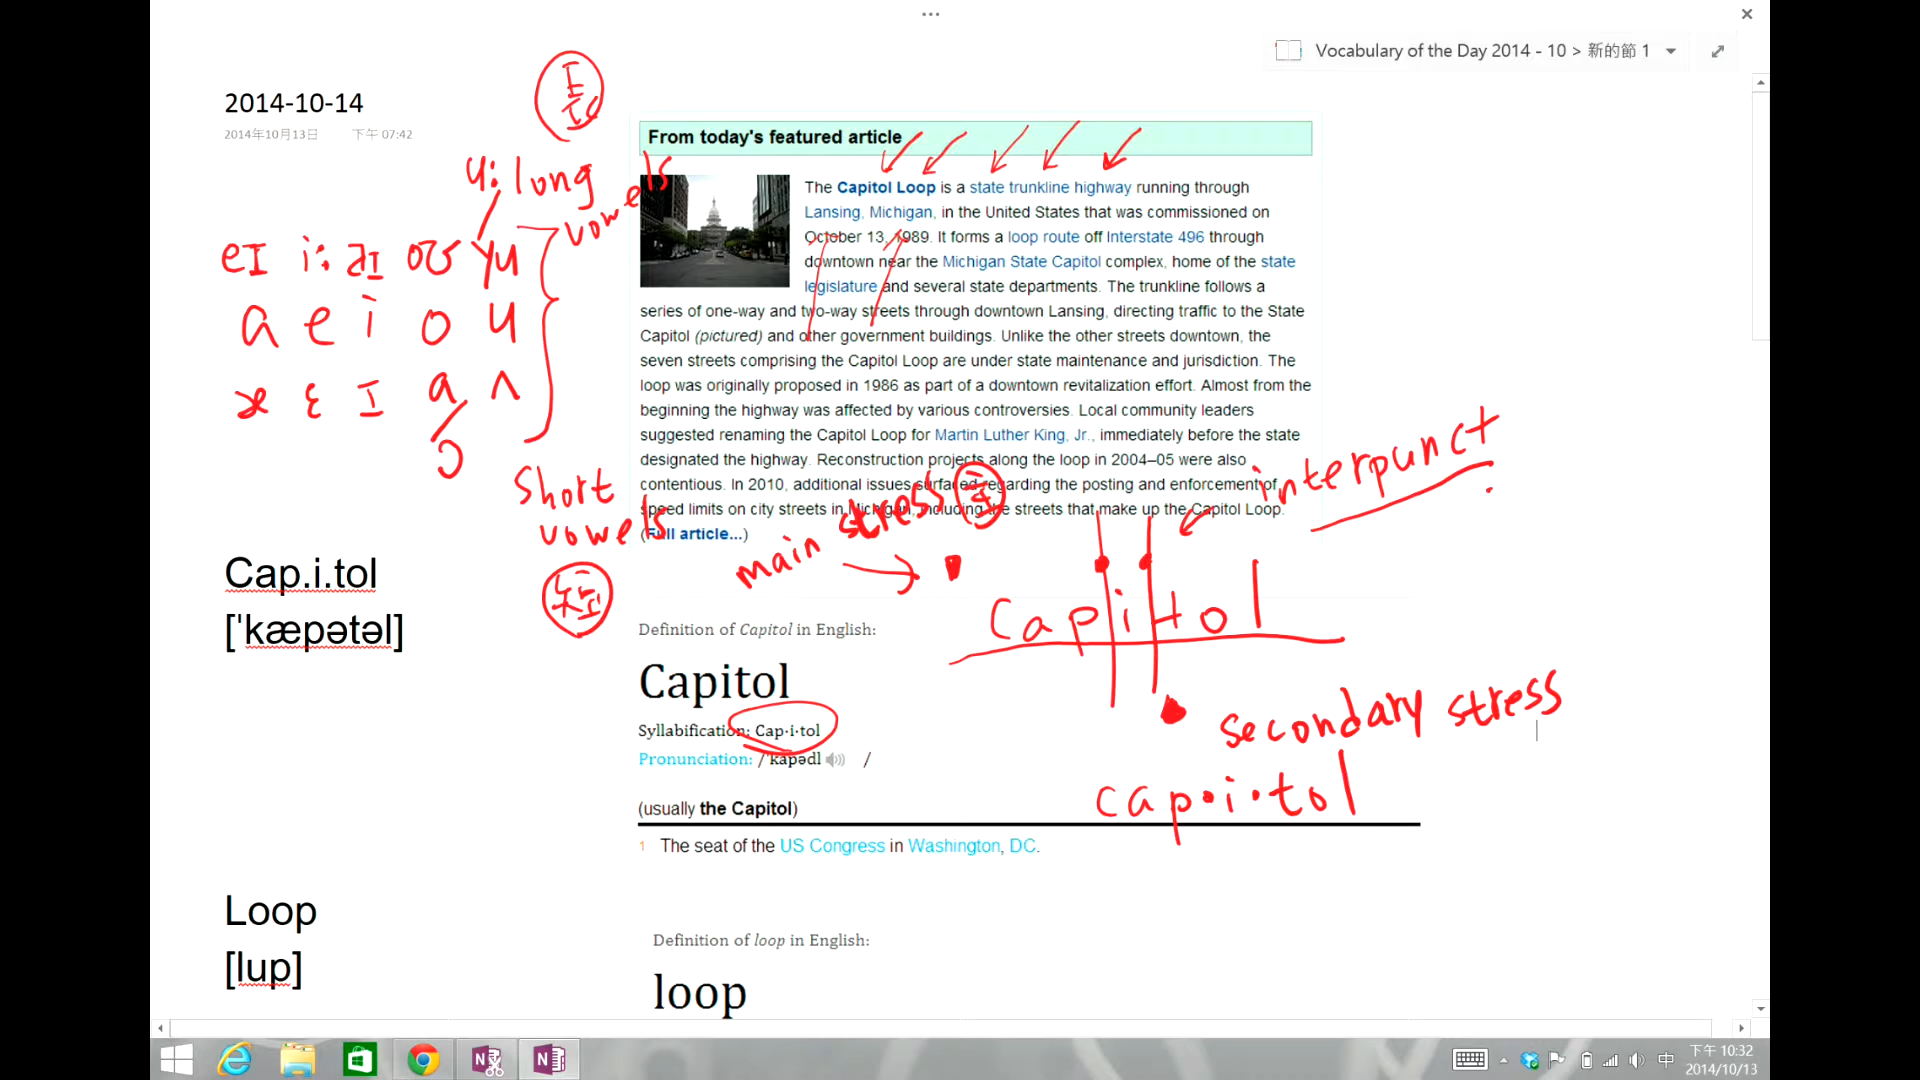 Vocabulary of the Day 2014 - 10 > 新的節 1
2014-10-14
2014年10月13日 下午 07:42
長
u: long vowels
eɪ i: aɪ oʊ yu
a e i o u
æ ɛ ɪ a ʌ
ɔ
short vowels
短
From today's featured article
The Capitol Loop is a state trunkline highway running through
Lansing, Michigan, in the United States that was commissioned on
October 13, 1989. It forms a loop route off Interstate 496 through
downtown near the Michigan State Capitol complex, home of the state
legislature and several state departments. The trunkline follows a
series of one-way and two-way streets through downtown Lansing, directing traffic to the State
Capitol (pictured) and other government buildings. Unlike the other streets downtown, the
seven streets comprising the Capitol Loop are under state maintenance and jurisdiction. The
loop was originally proposed in 1986 as part of a downtown revitalization effort. Almost from the
beginning the highway was affected by various controversies. Local community leaders
suggested renaming the Capitol Loop for Martin Luther King, Jr., immediately before the state
designated the highway. Reconstruction projects along the loop in 2004–05 were also
contentious. In 2010, additional issues surfaced regarding the posting and enforcement of
speed limits on city streets in Michigan, including the streets that make up the Capitol Loop.
(Full article...)
interpunct
main stress
capitol
secondary stress
cap·i·tol
Cap.i.tol
[ˈkæpətəl]
Definition of Capitol in English:
Capitol
Syllabification: Cap·i·tol
Pronunciation: /ˈkapədl /
(usually the Capitol)
1 The seat of the US Congress in Washington, DC.
Loop
[lup]
Definition of loop in English:
loop
中
下午 10:32
2014/10/13